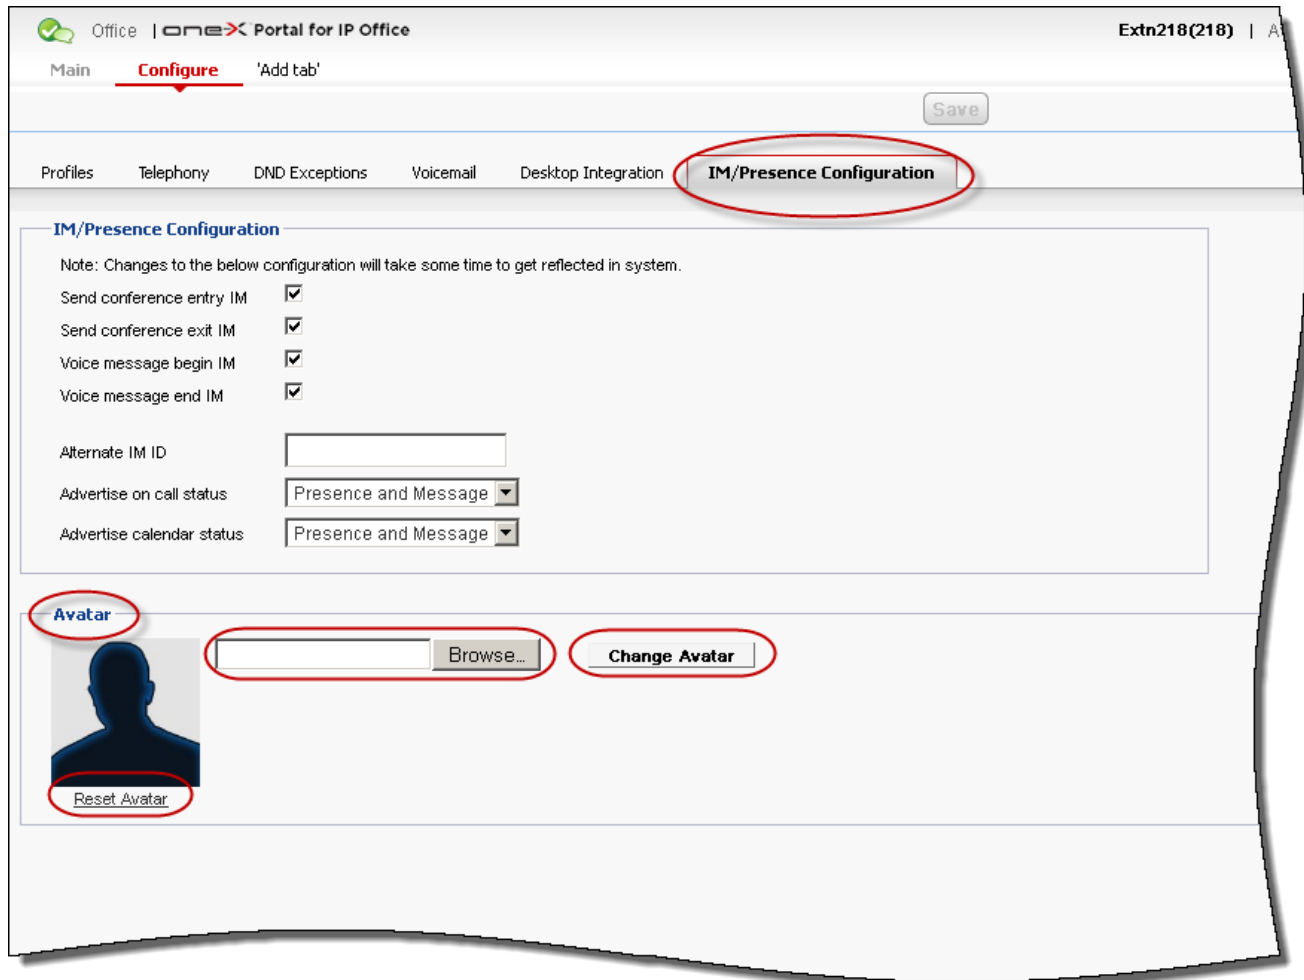 Office | one-X Portal for IP Office Extn218(218) | A
Main Configure 'Add tab'
Save
Profiles Telephony DND Exceptions Voicemail Desktop Integration IM/Presence Configuration
IM/Presence Configuration
Note: Changes to the below configuration will take some time to get reflected in system.
Send conference entry IM
Send conference exit IM
Voice message begin IM
Voice message end IM
Alternate IM ID
Advertise on call status Presence and Message
Advertise calendar status Presence and Message
Avatar
Browse... Change Avatar
Reset Avatar